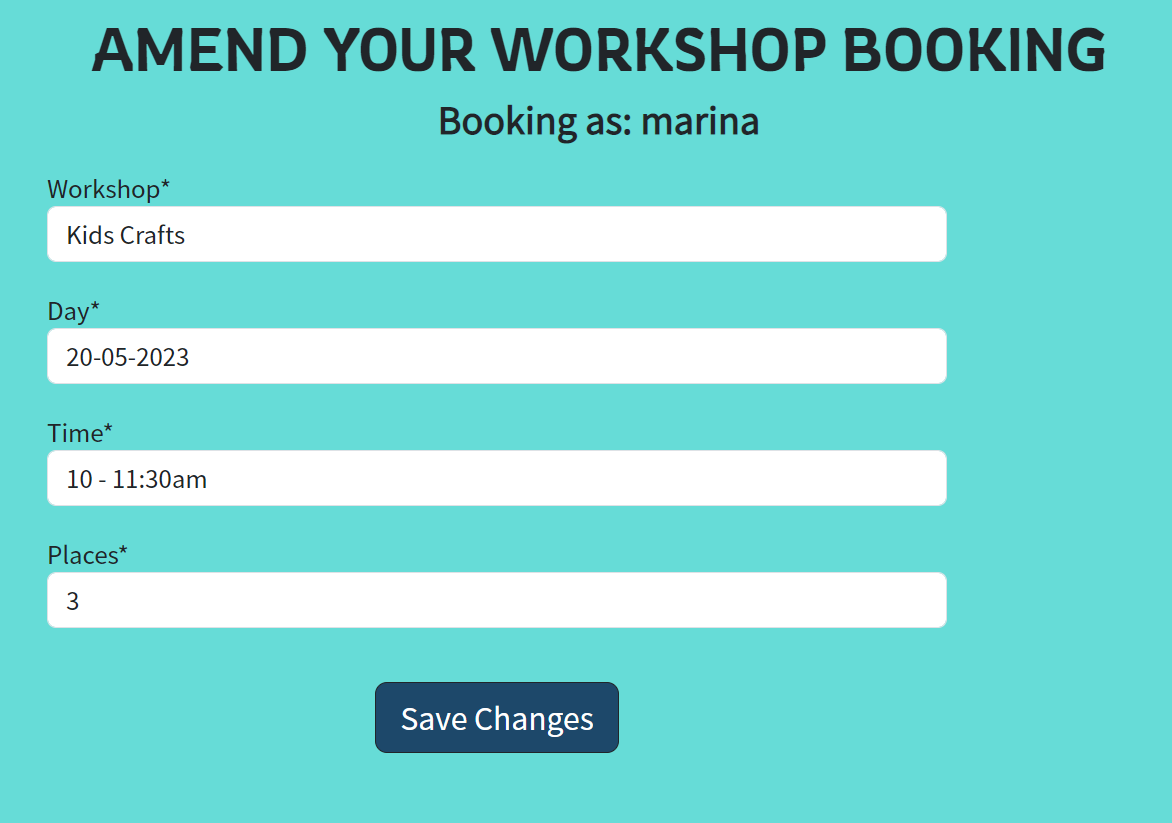 AMEND YOUR WORKSHOP BOOKING
Booking as: marina
Workshop*
Kids Crafts
Day*
20-05-2023
Time*
10 - 11:30am
Places*
3
Save Changes